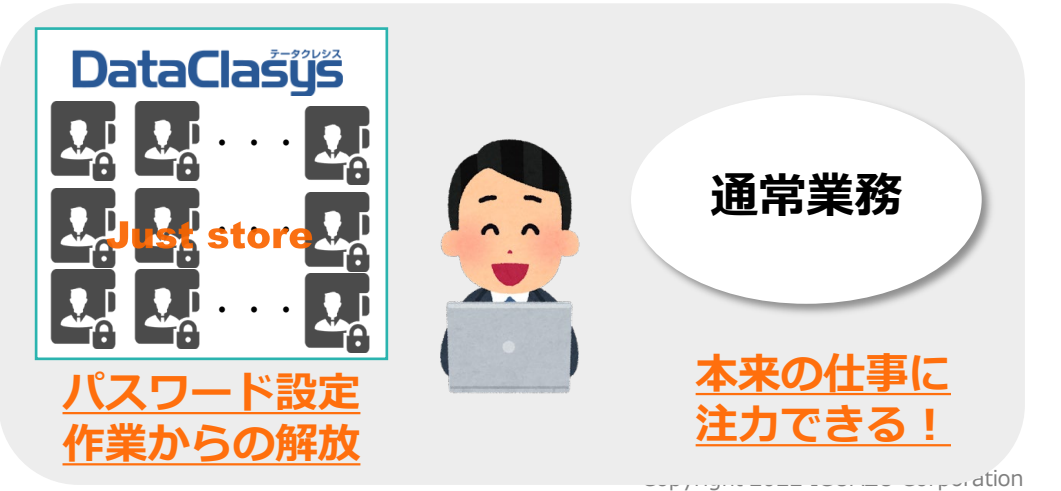 データクレシス
DataClasys
・・・
Just store
・・・
通常業務
パスワード設定
作業からの解放
本来の仕事に
注力できる！
Corporation